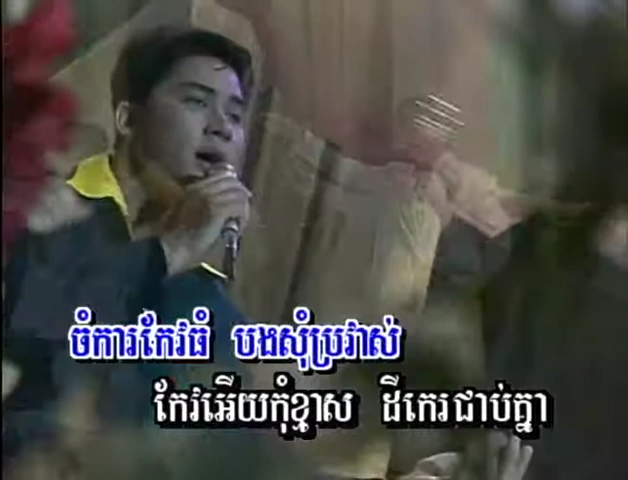 ចំការកែវធំ បងសុំប្រវាស់
កែវអើយកុំខ្មាស ដីកេរជាប់គ្នា